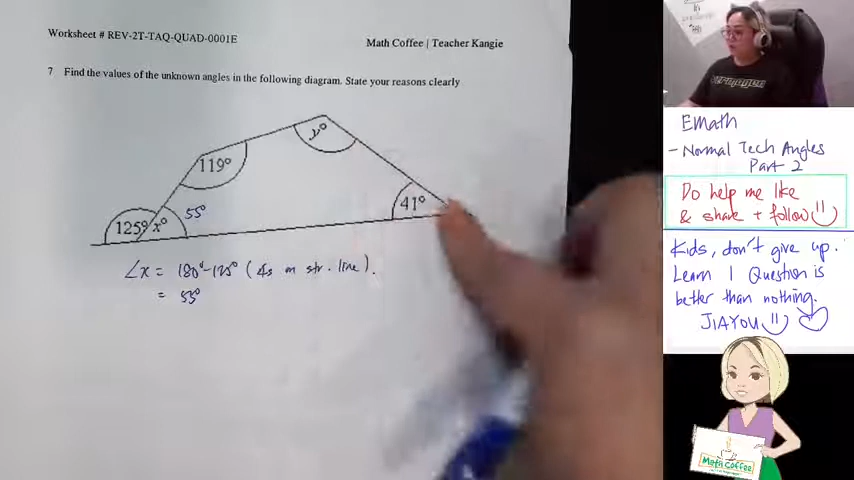 Worksheet # REV-2T-TAQ-QUAD-0001E
Math Coffee | Teacher Kangie
7 Find the values of the unknown angles in the following diagram. State your reasons clearly
y°
119°
55°
41°
125° x°
∠x = 180° - 125° (∠s on str. line).
= 55°
Emath
- Normal Tech Angles
Part 2
Do help me like
& share + follow
Kids, don't give up.
Learn 1 Question is
better than nothing.
JIAYOU
Math Coffee